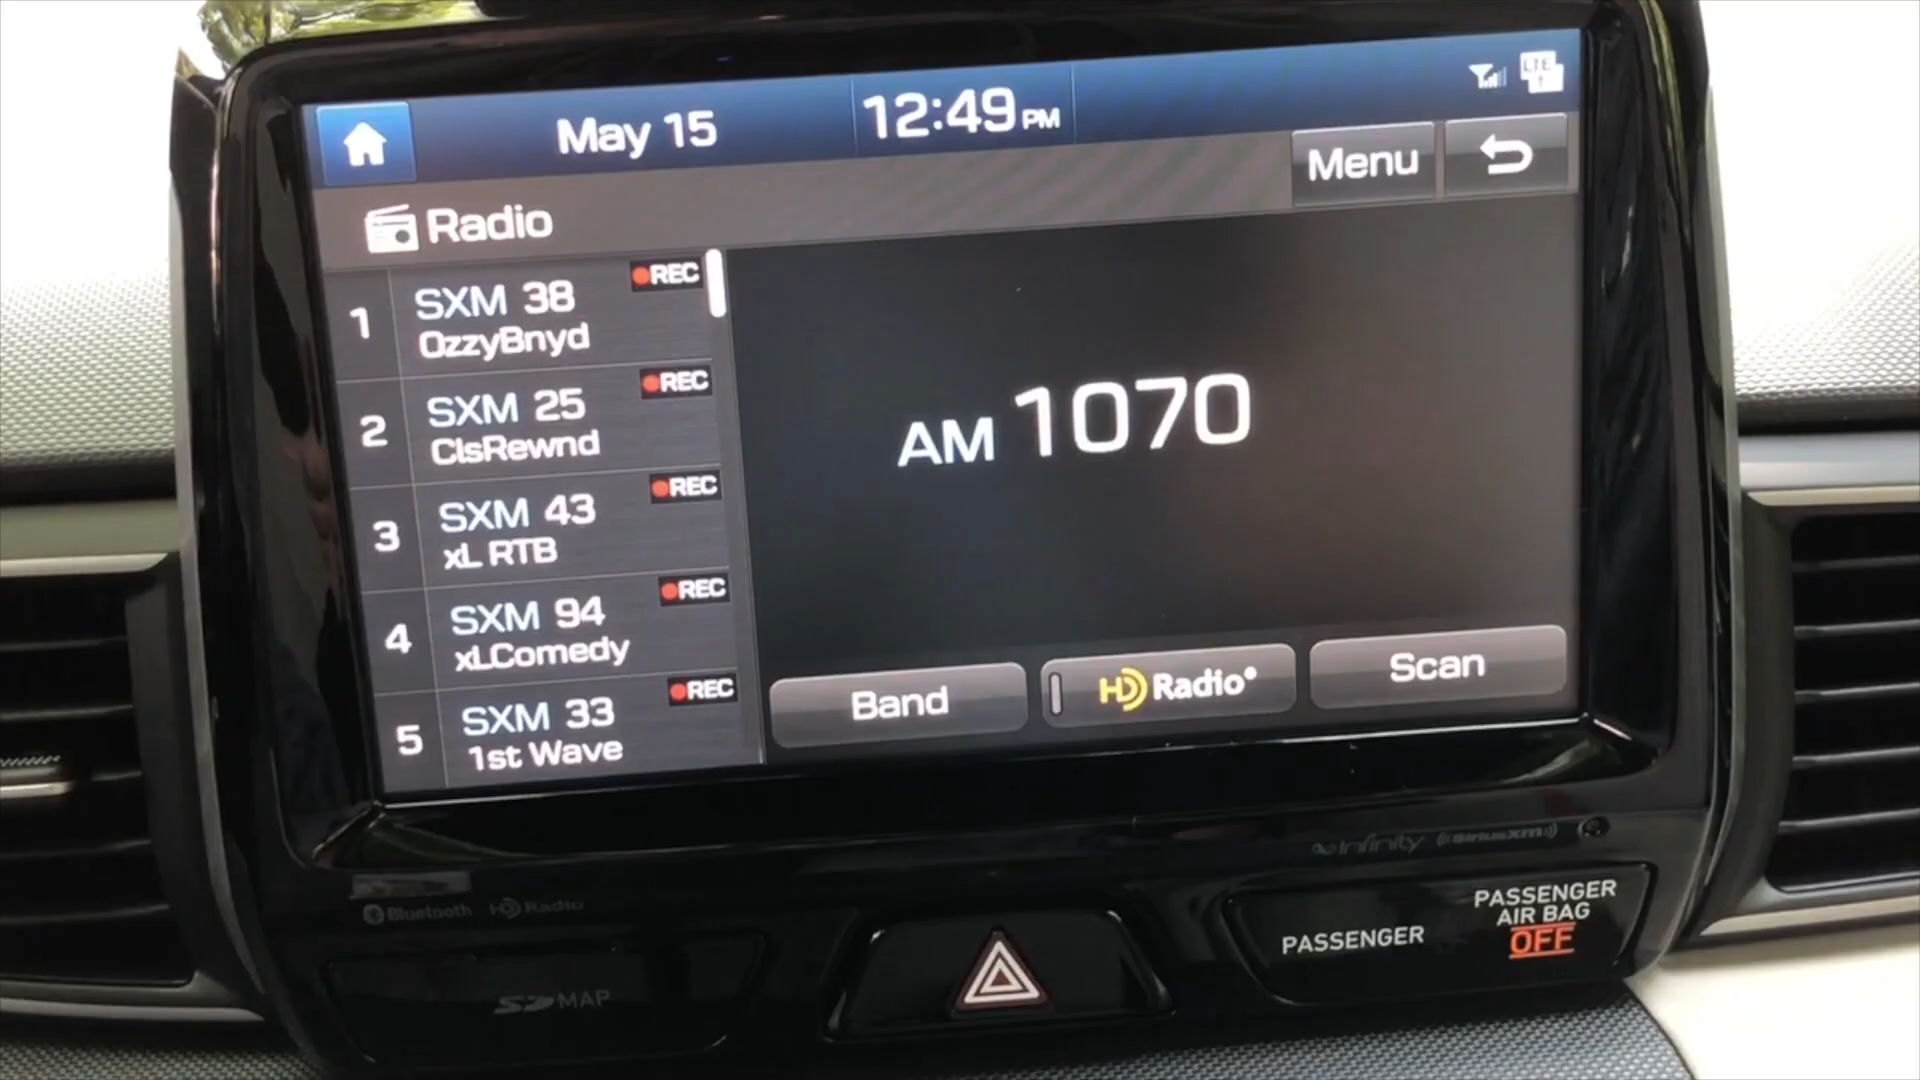 May 15
12:49 PM
LTE
Menu
Radio
1 SXM 38 REC
OzzyBnyd
2 SXM 25 REC
ClsRewnd
3 SXM 43 REC
xL RTB
4 SXM 94 REC
xLComedy
5 SXM 33 REC
1st Wave
AM 1070
Band
HD Radio
Scan
Infinity ((SiriusXM))
Bluetooth HD Radio
PASSENGER
PASSENGER
AIR BAG
OFF
SD MAP